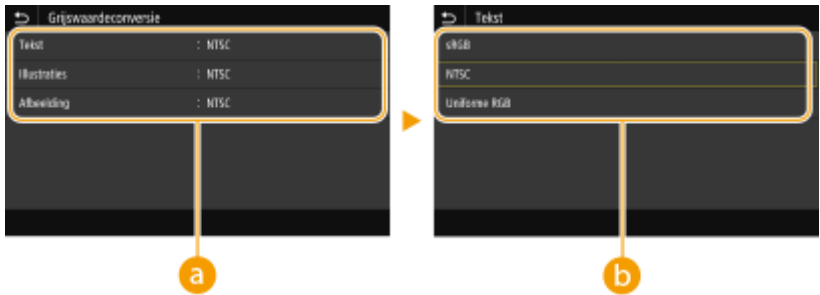 Grijswaardeconversie
Tekst : NTSC
Illustraties : NTSC
Afbeelding : NTSC
a
Tekst
sRGB
NTSC
Uniforme RGB
b